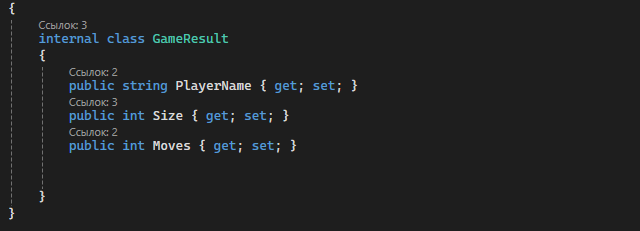 {
Ссылок: 3
internal class GameResult
{
Ссылок: 2
public string PlayerName { get; set; }
Ссылок: 3
public int Size { get; set; }
Ссылок: 2
public int Moves { get; set; }
}
}